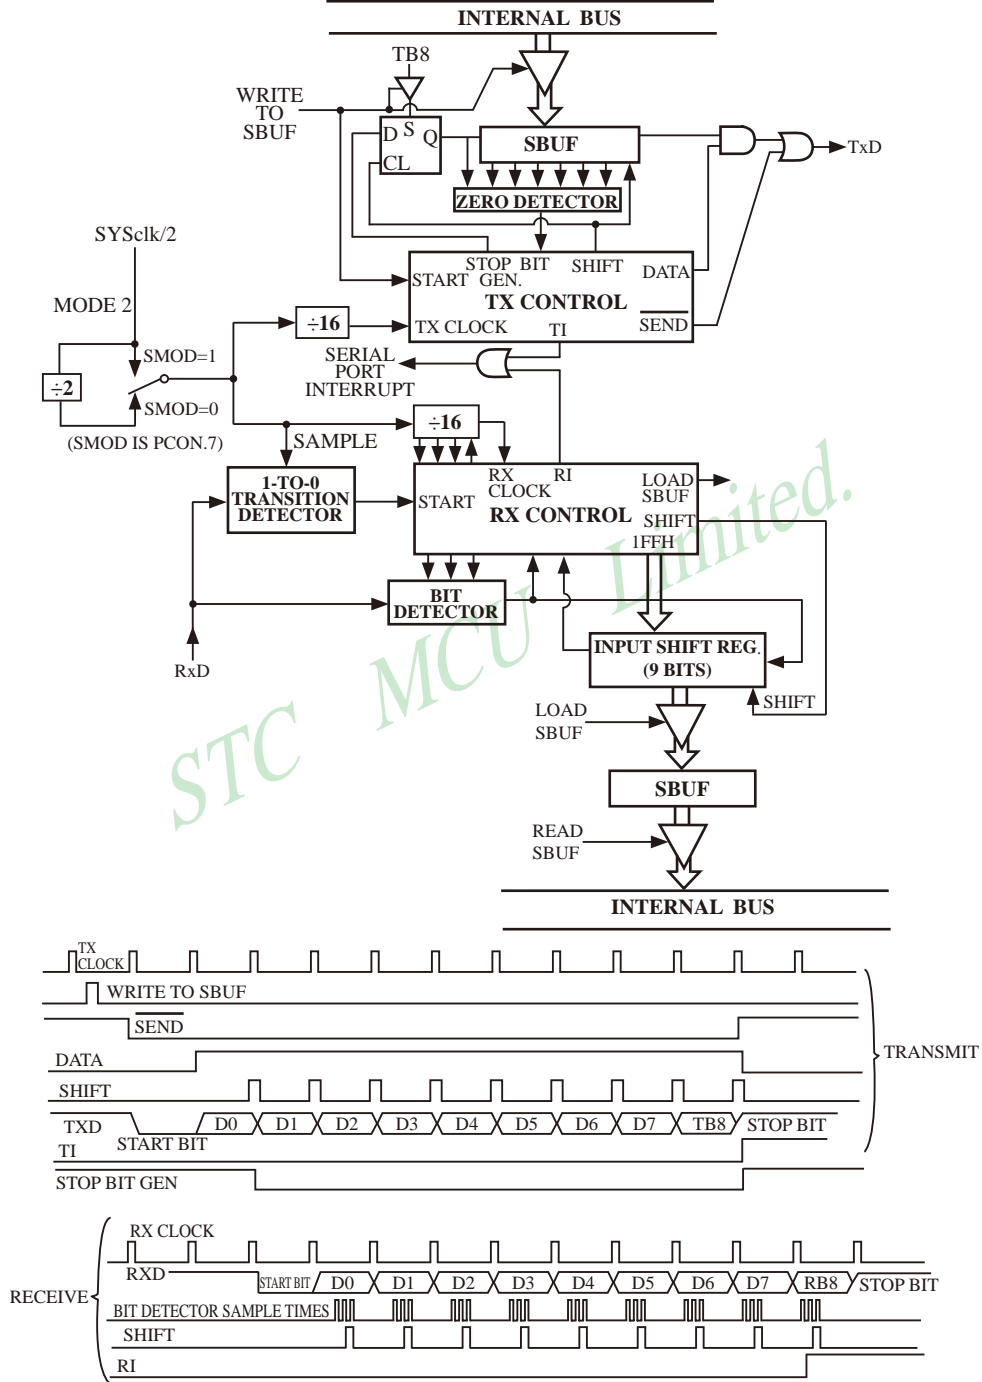 INTERNAL BUS
TB8
WRITE
TO
SBUF
D S Q
CL
SBUF
TxD
ZERO DETECTOR
SYSclk/2
STOP BIT
GEN.
SHIFT
START
DATA
TX CONTROL
MODE 2
÷16
TX CLOCK
TI
SEND
SERIAL
PORT
INTERRUPT
SMOD=1
÷2
SMOD=0
(SMOD IS PCON.7)
SAMPLE
÷16
1-TO-0
TRANSITION
DETECTOR
START
RX
CLOCK
RI
LOAD
SBUF
RX CONTROL
SHIFT
1FFH
BIT
DETECTOR
RxD
INPUT SHIFT REG.
(9 BITS)
SHIFT
LOAD
SBUF
SBUF
READ
SBUF
INTERNAL BUS
STC MCU Limited.
TX
CLOCK
WRITE TO SBUF
SEND
DATA
TRANSMIT
SHIFT
TXD
START BIT
D0 D1 D2 D3 D4 D5 D6 D7 TB8 STOP BIT
TI
STOP BIT GEN
RX CLOCK
RXD
START BIT D0 D1 D2 D3 D4 D5 D6 D7 RB8 STOP BIT
RECEIVE
BIT DETECTOR SAMPLE TIMES
SHIFT
RI